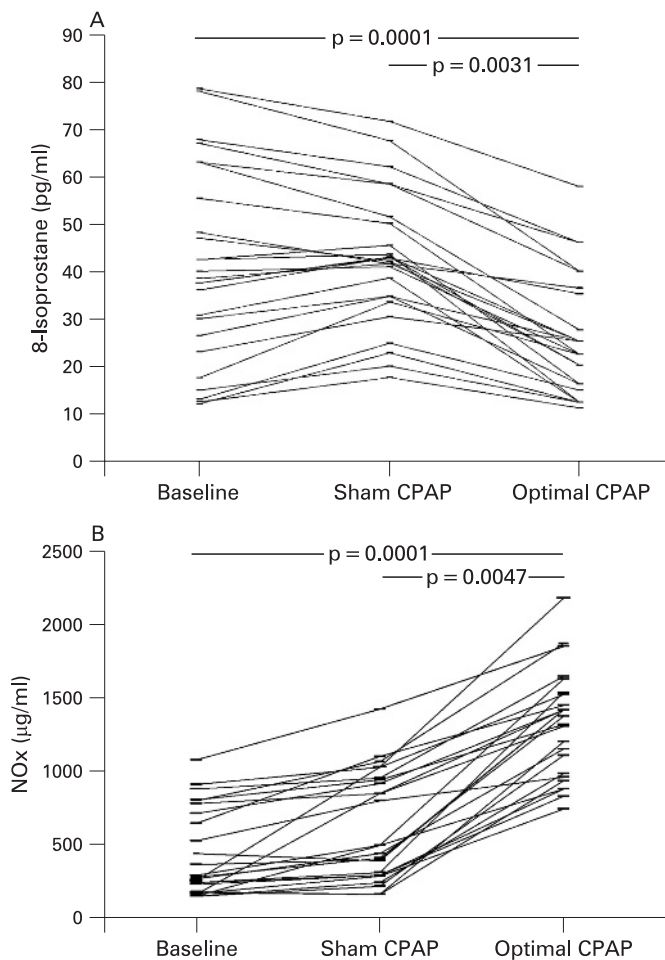 A
90
p = 0.0001
80
p = 0.0031
70
60
50
40
30
20
10
0
8-Isoprostane (pg/ml)
Baseline Sham CPAP Optimal CPAP
B
2500
p = 0.0001
p = 0.0047
2000
1500
1000
500
0
NOx (μg/ml)
Baseline Sham CPAP Optimal CPAP